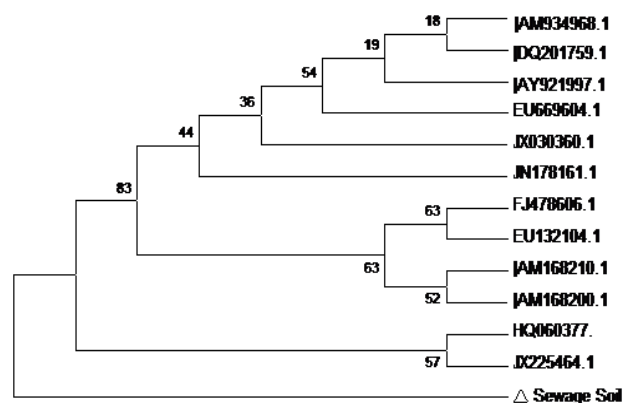 18
|AM934968.1
|DQ201759.1
19
|AY921997.1
54
EU669604.1
36
JX030360.1
44
JN178161.1
83
63
FJ478606.1
EU132104.1
63
|AM168210.1
52
|AM168200.1
HQ060377.
57
JX225464.1
△ Sewage Soil